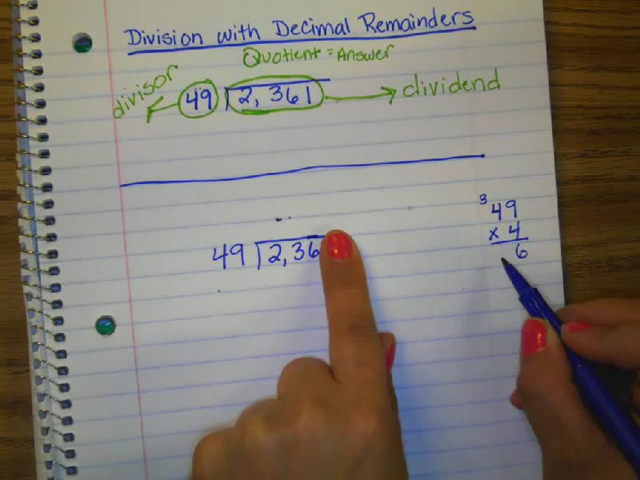 Division with Decimal Remainders
Quotient = Answer
divisor
49 2,361
dividend
3
49
x 4
6
49 2,36